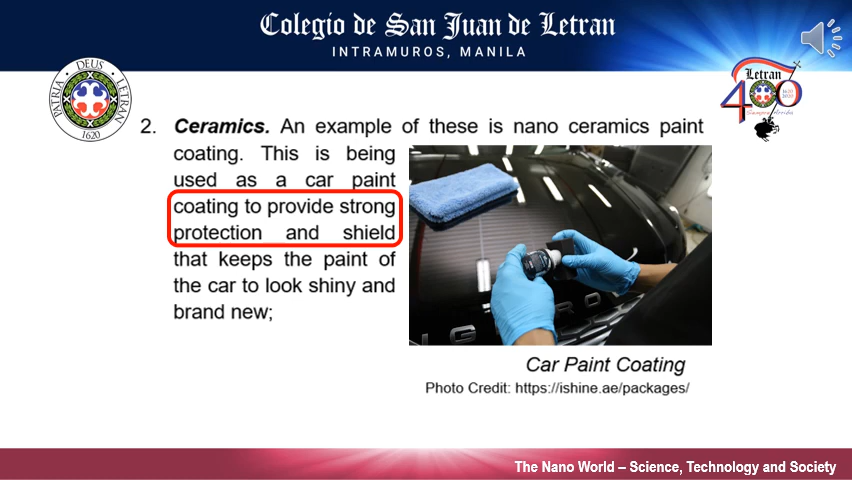 Colegio de San Juan de Letran
INTRAMUROS, MANILA
DEUS
PATRIA
LETRAN
1620
Letran
400
2. Ceramics. An example of these is nano ceramics paint
coating. This is being
used as a car paint
coating to provide strong
protection and shield
that keeps the paint of
the car to look shiny and
brand new;
Car Paint Coating
Photo Credit: https://ishine.ae/packages/
The Nano World – Science, Technology and Society